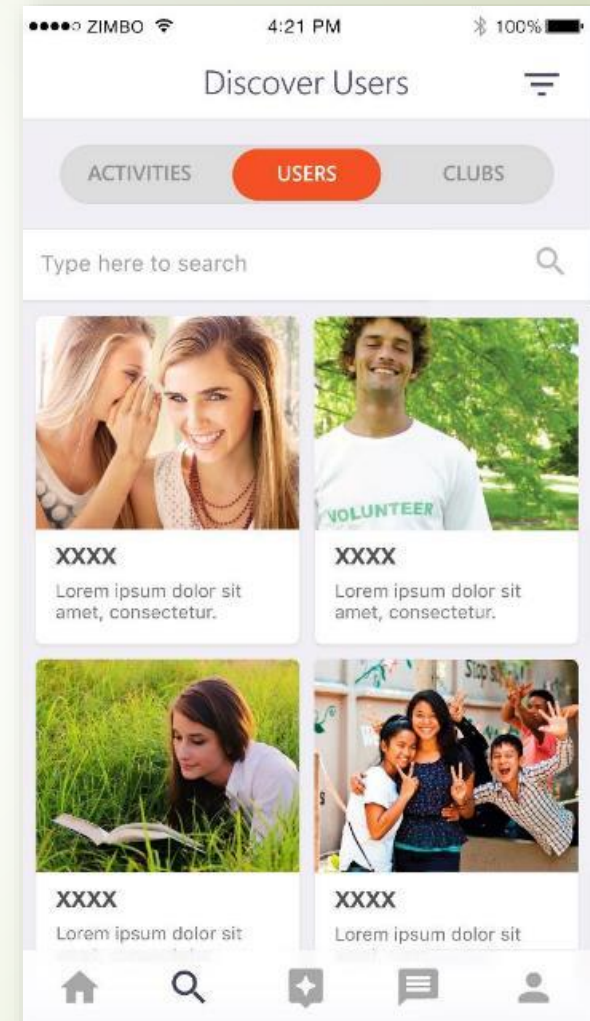 ZIMBO 4:21 PM 100%
Discover Users
ACTIVITIES USERS CLUBS
Type here to search
VOLUNTEER
XXXX
Lorem ipsum dolor sit
amet, consectetur.
XXXX
Lorem ipsum dolor sit
amet, consectetur.
Stop
XXXX
Lorem ipsum dolor sit
XXXX
Lorem ipsum dolor sit